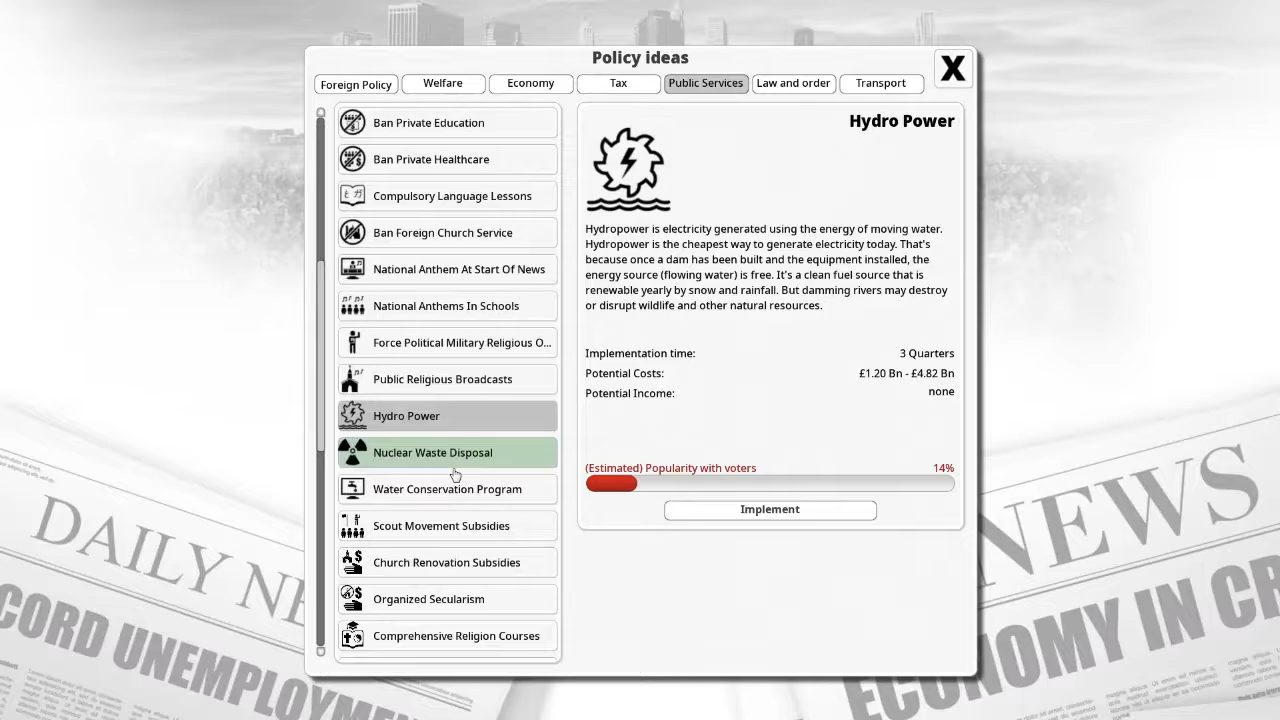 Policy ideas
X
Foreign Policy
Welfare
Economy
Tax
Public Services
Law and order
Transport
Ban Private Education
Ban Private Healthcare
Compulsory Language Lessons
Ban Foreign Church Service
National Anthem At Start Of News
National Anthems In Schools
Force Political Military Religious O...
Public Religious Broadcasts
Hydro Power
Nuclear Waste Disposal
Water Conservation Program
Scout Movement Subsidies
Church Renovation Subsidies
Organized Secularism
Comprehensive Religion Courses
Hydro Power
Hydropower is electricity generated using the energy of moving water.
Hydropower is the cheapest way to generate electricity today. That's
because once a dam has been built and the equipment installed, the
energy source (flowing water) is free. It's a clean fuel source that is
renewable yearly by snow and rainfall. But damming rivers may destroy
or disrupt wildlife and other natural resources.
Implementation time: 3 Quarters
Potential Costs: £1.20 Bn - £4.82 Bn
Potential Income: none
(Estimated) Popularity with voters 14%
Implement
DAILY NE
CORD UNEMPLOYM
NEWS
ECONOMY IN CR